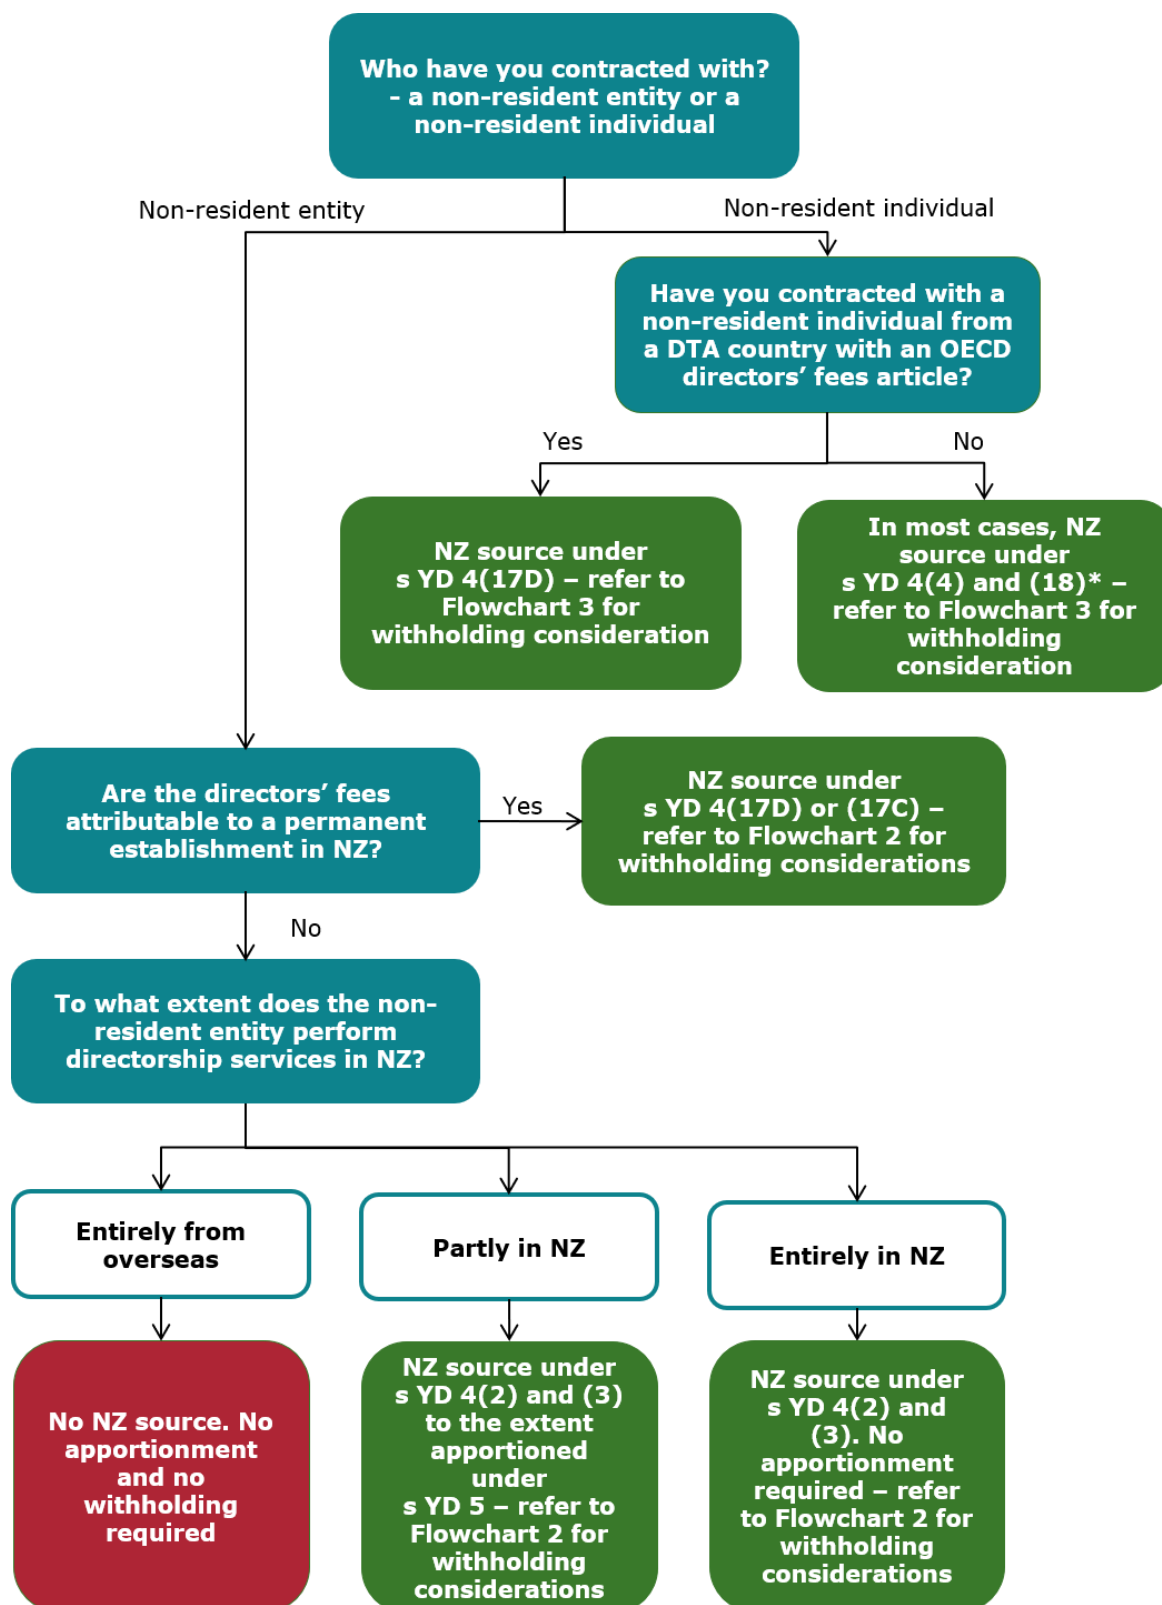 Who have you contracted with?
- a non-resident entity or a
non-resident individual
Non-resident entity
Non-resident individual
Have you contracted with a
non-resident individual from
a DTA country with an OECD
directors’ fees article?
Yes
No
NZ source under
s YD 4(17D) – refer to
Flowchart 3 for
withholding consideration
In most cases, NZ
source under
s YD 4(4) and (18)* –
refer to Flowchart 3 for
withholding
consideration
Are the directors’ fees
attributable to a permanent
establishment in NZ?
Yes
NZ source under
s YD 4(17D) or (17C) –
refer to Flowchart 2 for
withholding considerations
No
To what extent does the non-
resident entity perform
directorship services in NZ?
Entirely from
overseas
Partly in NZ
Entirely in NZ
No NZ source. No
apportionment
and no
withholding
required
NZ source under
s YD 4(2) and (3)
to the extent
apportioned
under
s YD 5 – refer to
Flowchart 2 for
withholding
considerations
NZ source under
s YD 4(2) and
(3). No
apportionment
required – refer
to Flowchart 2 for
withholding
considerations